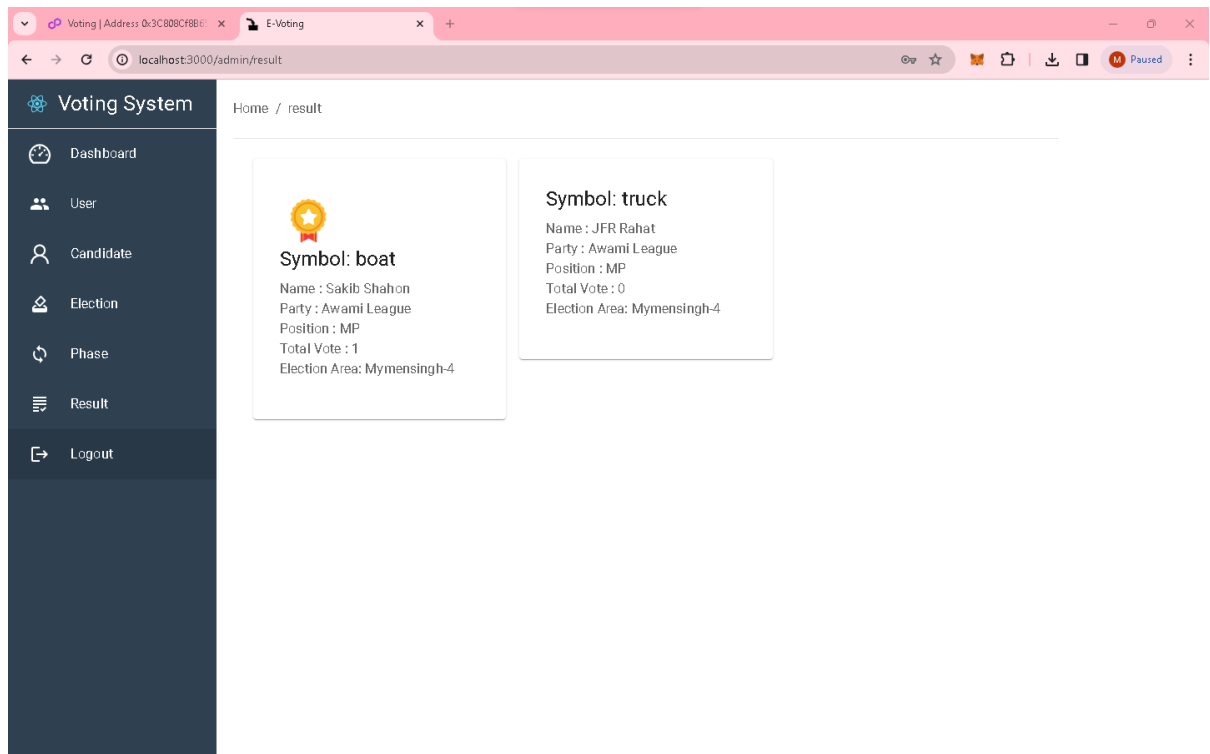 Voting | Address 0x3C808Cf8B6
E-Voting
localhost:3000/admin/result
M Paused
Voting System
Home / result
Dashboard
User
Candidate
Election
Phase
Result
Logout
Symbol: boat
Name : Sakib Shahon
Party : Awami League
Position : MP
Total Vote : 1
Election Area: Mymensingh-4
Symbol: truck
Name : JFR Rahat
Party : Awami League
Position : MP
Total Vote : 0
Election Area: Mymensingh-4